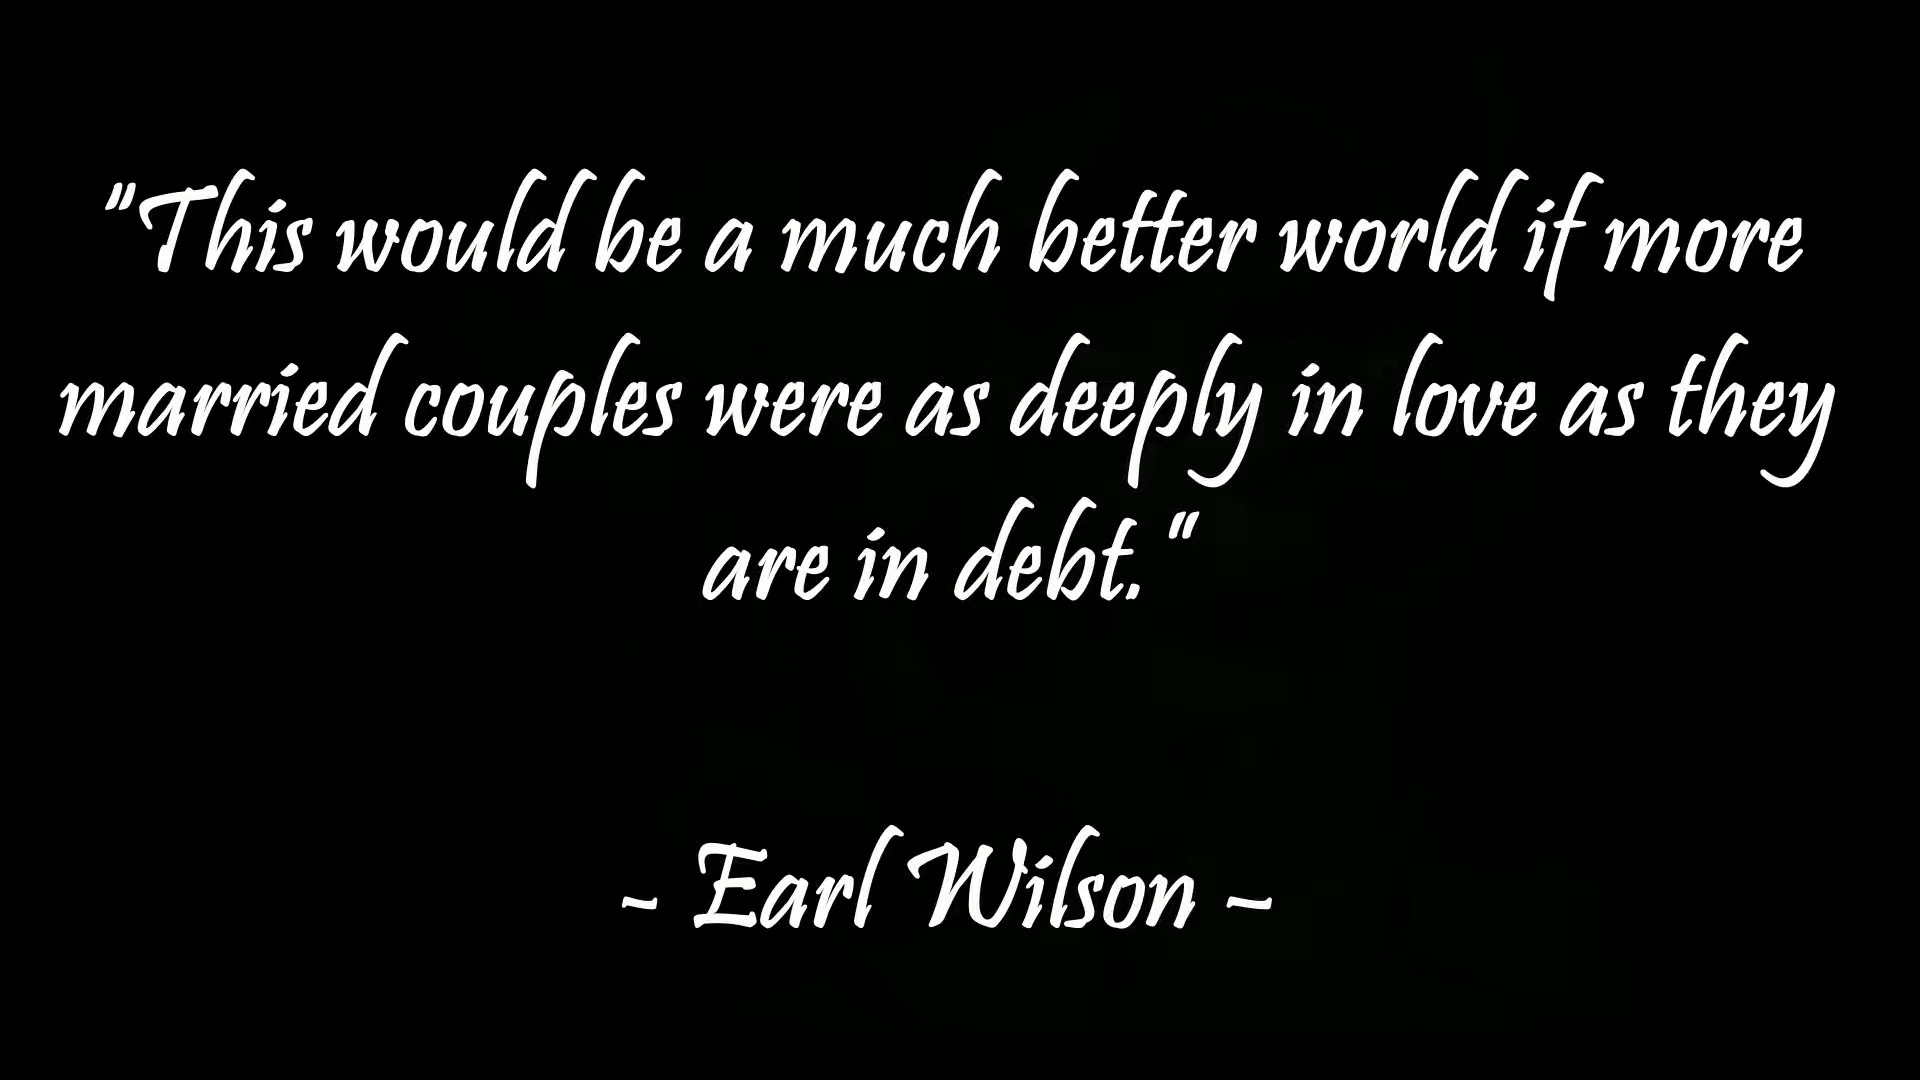 "This would be a much better world if more
married couples were as deeply in love as they
are in debt."
- Earl Wilson -